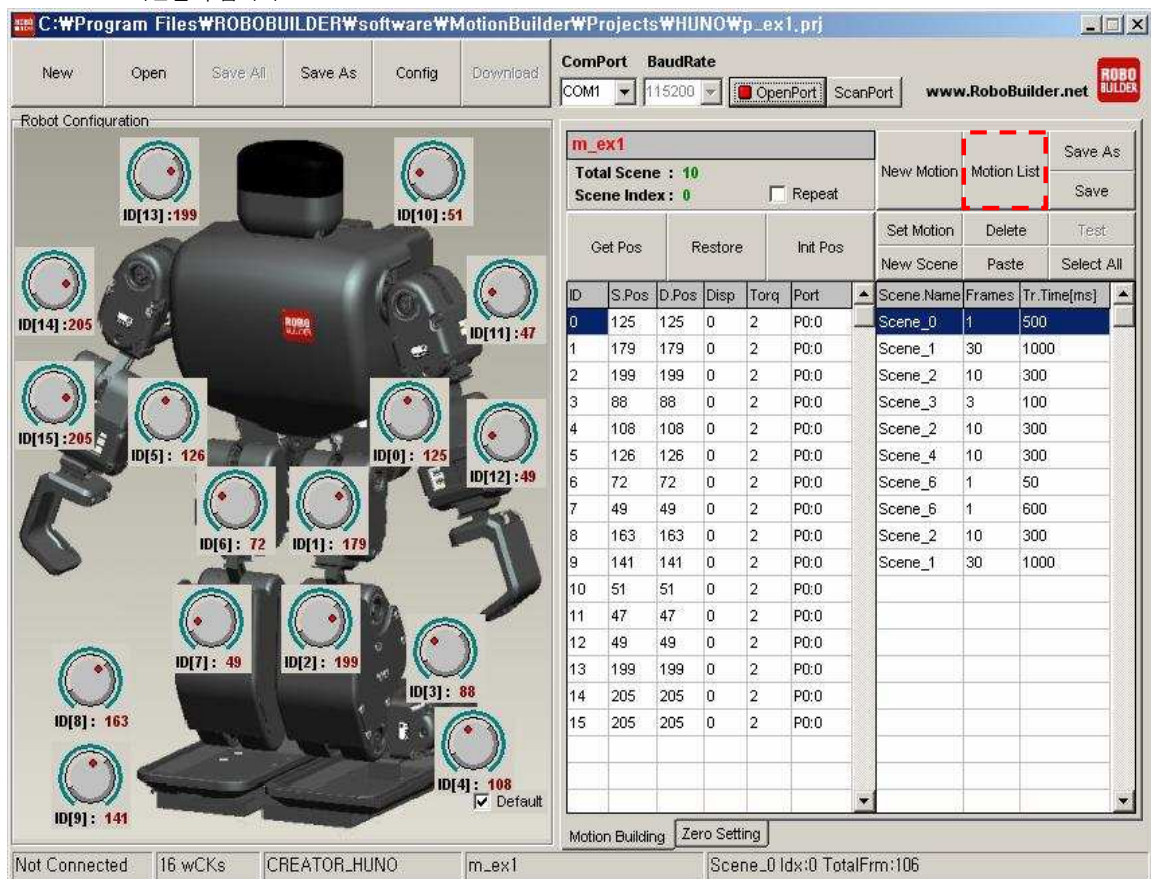 C:₩Program Files₩ROBOBUILDER₩software₩MotionBuilder₩Projects₩HUNO₩p_ex1.prj
New Open Save All Save As Config Download
ComPort BaudRate
COM1 115200 OpenPort ScanPort www.RoboBuilder.net
ROBO
BUILDER
Robot Configuration
ID[13] :199
ID[10] :51
ID[14] :205
ID[11] :47
ID[15] :205
ID[5] : 126
ID[0] : 125
ID[12] :49
ID[6] : 72
ID[1] : 179
ID[7] : 49
ID[2] : 199
ID[3] : 88
ID[8] : 163
ID[4] : 108
Default
ID[9] : 141
m_ex1
Total Scene : 10
Scene Index : 0
Repeat
New Motion Motion List Save As
Save
Get Pos Restore Init Pos
Set Motion Delete Test
New Scene Paste Select All
ID S.Pos D.Pos Disp Torq Port
0 125 125 0 2 P0:0
1 179 179 0 2 P0:0
2 199 199 0 2 P0:0
3 88 88 0 2 P0:0
4 108 108 0 2 P0:0
5 126 126 0 2 P0:0
6 72 72 0 2 P0:0
7 49 49 0 2 P0:0
8 163 163 0 2 P0:0
9 141 141 0 2 P0:0
10 51 51 0 2 P0:0
11 47 47 0 2 P0:0
12 49 49 0 2 P0:0
13 199 199 0 2 P0:0
14 205 205 0 2 P0:0
15 205 205 0 2 P0:0
Scene.Name Frames Tr.Time[ms]
Scene_0 1 500
Scene_1 30 1000
Scene_2 10 300
Scene_3 3 100
Scene_2 10 300
Scene_4 10 300
Scene_6 1 50
Scene_6 1 600
Scene_2 10 300
Scene_1 30 1000
Motion Building Zero Setting
Not Connected 16 wCKs CREATOR_HUNO m_ex1 Scene_0 Idx:0 TotalFrm:106